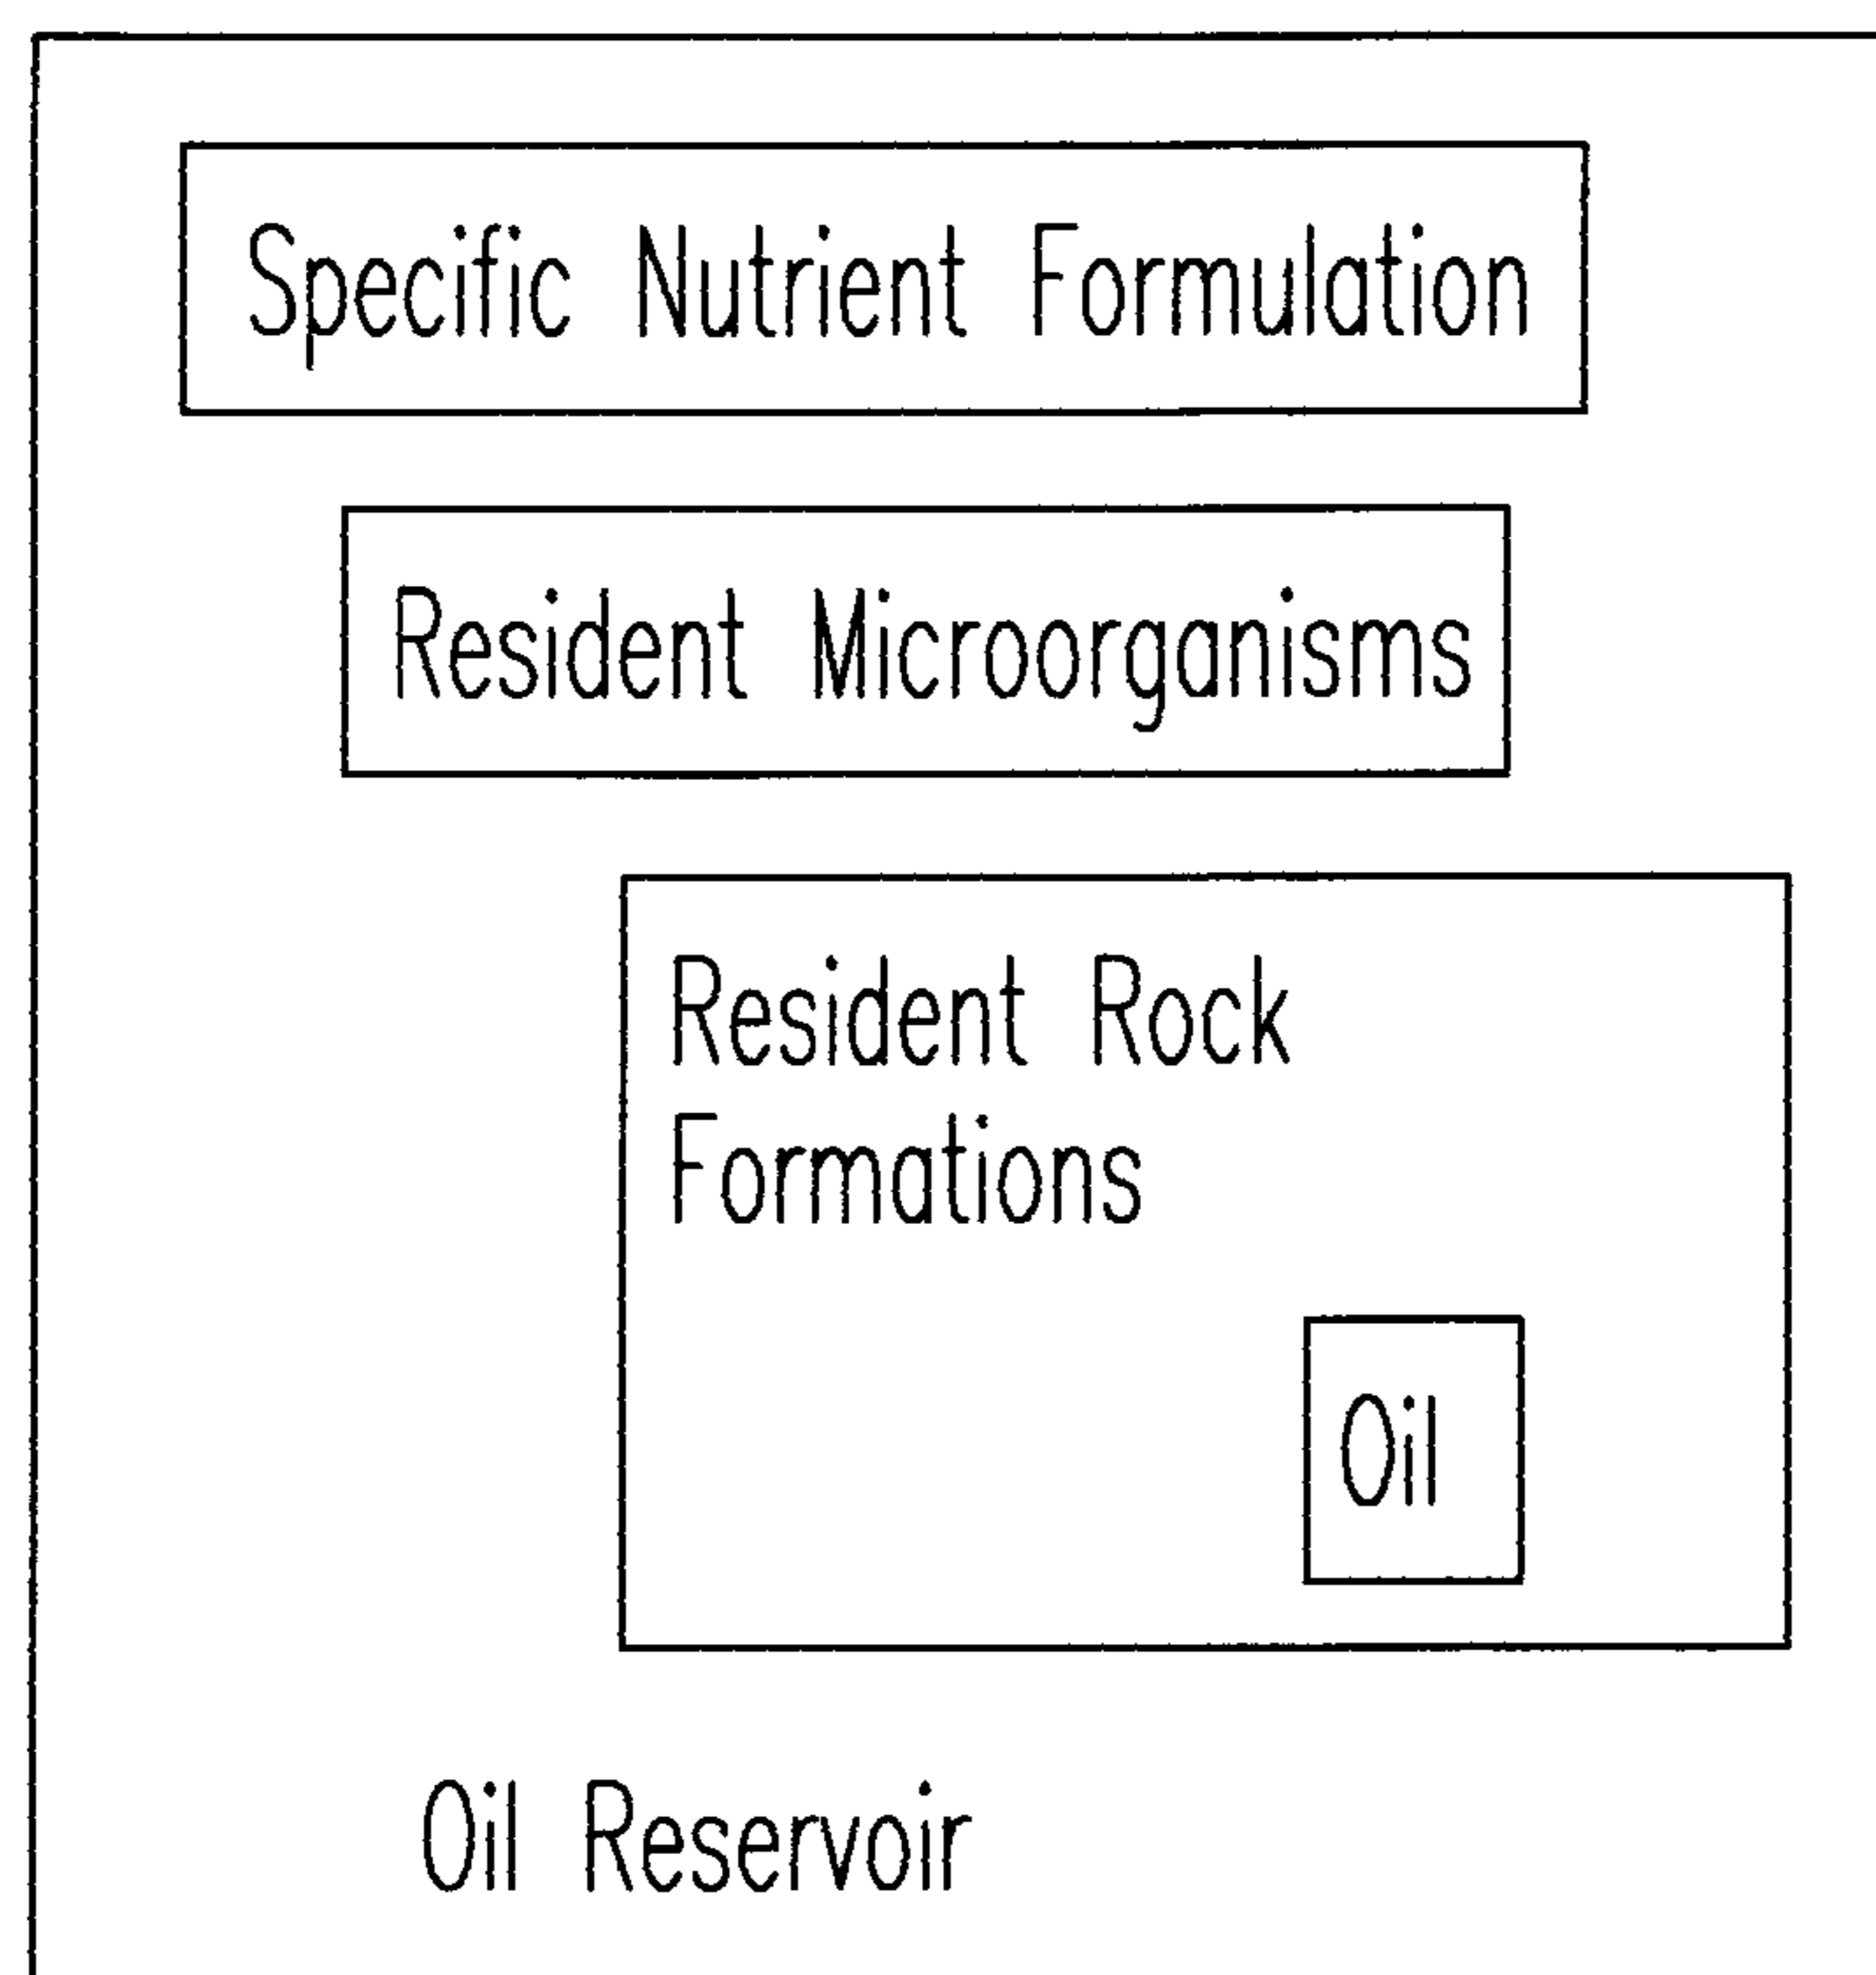 Specific Nutrient Formulation
Resident Microorganisms
Resident Rock
Formations
Oil
Oil Reservoir